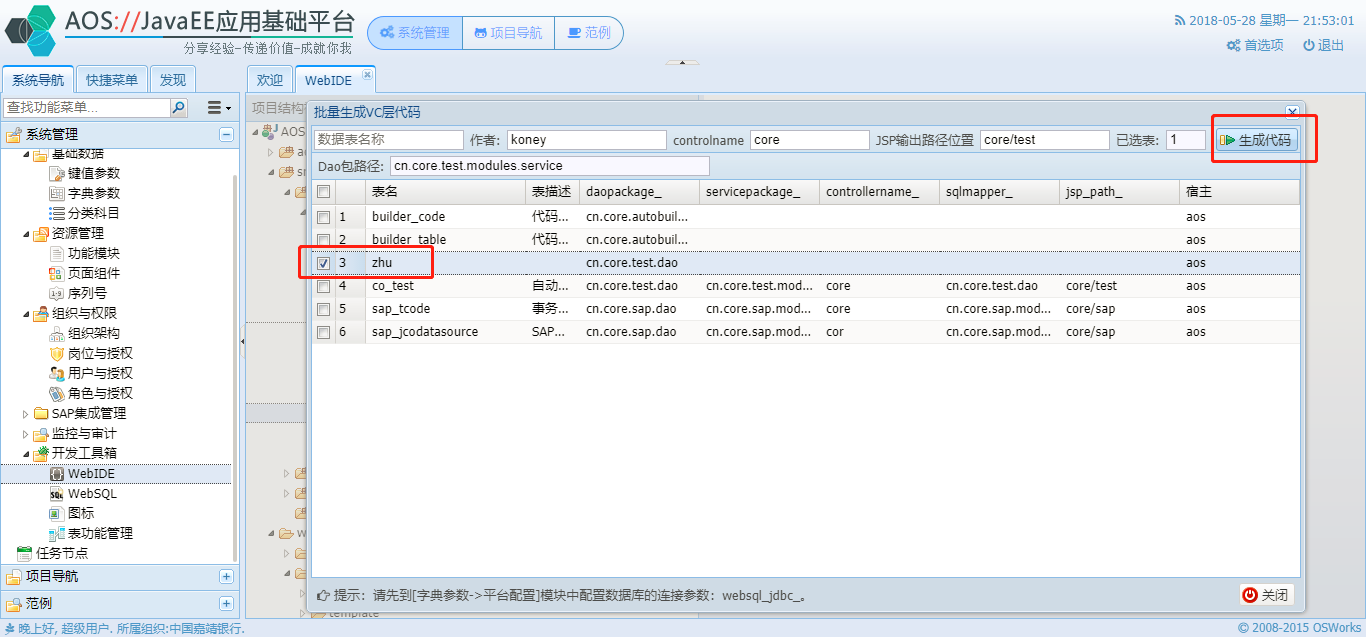 AOS://JavaEE应用基础平台
分享经验-传递价值-成就你我
系统管理 项目导航 范例
2018-05-28 星期一 21:53:01
首选项 退出
系统导航 快捷菜单 发现
欢迎 WebIDE
查找功能菜单...
系统管理
基础数据
键值参数
字典参数
分类科目
资源管理
功能模块
页面组件
序列号
组织与权限
组织架构
岗位与授权
用户与授权
角色与授权
SAP集成管理
监控与审计
开发工具箱
WebIDE
WebSQL
图标
表功能管理
任务节点
项目导航
范例
项目结构
AOS
批量生成VC层代码
数据表名称 作者: koney controlname core JSP输出路径位置 core/test 已选表: 1 生成代码
Dao包路径: cn.core.test.modules.service
表名 表描述 daopackage_ servicepackage_ controllername_ sqlmapper_ jsp_path_ 宿主
1 builder_code 代码... cn.core.autobuil... aos
2 builder_table 代码... cn.core.autobuil... aos
3 zhu cn.core.test.dao aos
4 co_test 自动... cn.core.test.dao cn.core.test.mod... core cn.core.test.dao core/test aos
5 sap_tcode 事务... cn.core.sap.dao cn.core.sap.mod... core cn.core.sap.mod... core/sap aos
6 sap_jcodatasource SAP... cn.core.sap.dao cn.core.sap.mod... cor cn.core.sap.mod... core/sap aos
提示：请先到[字典参数->平台配置]模块中配置数据库的连接参数：websql_jdbc_。
关闭
template
晚上好, 超级用户. 所属组织:中国嘉靖银行.
© 2008-2015 OSWorks